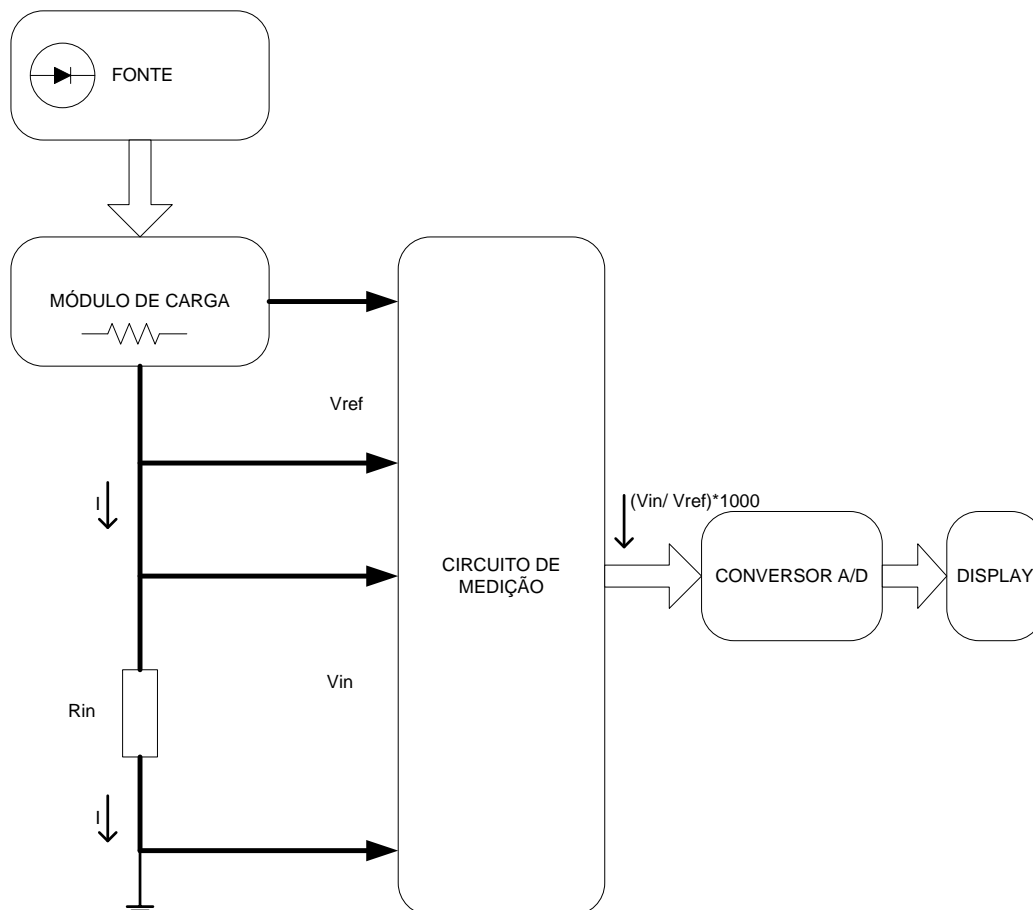 FONTE
MÓDULO DE CARGA
Vref
I
(Vin/ Vref)*1000
CIRCUITO DE
MEDIÇÃO
CONVERSOR A/D
DISPLAY
Vin
Rin
I